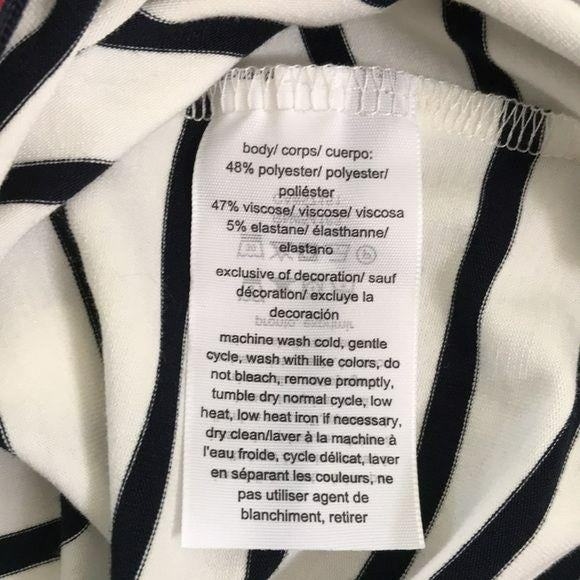 body/ corps/ cuerpo:
48% polyester/ polyester/
poliéster
47% viscose/ viscose/ viscosa
5% elastane/ élasthanne/
elastano
exclusive of decoration/ sauf
décoration/ excluye la
decoración
machine wash cold, gentle
cycle, wash with like colors, do
not bleach, remove promptly,
tumble dry normal cycle, low
heat, low heat iron if necessary,
dry clean/laver à la machine à
l'eau froide, cycle délicat, laver
en séparant les couleurs, ne
pas utiliser agent de
blanchiment, retirer